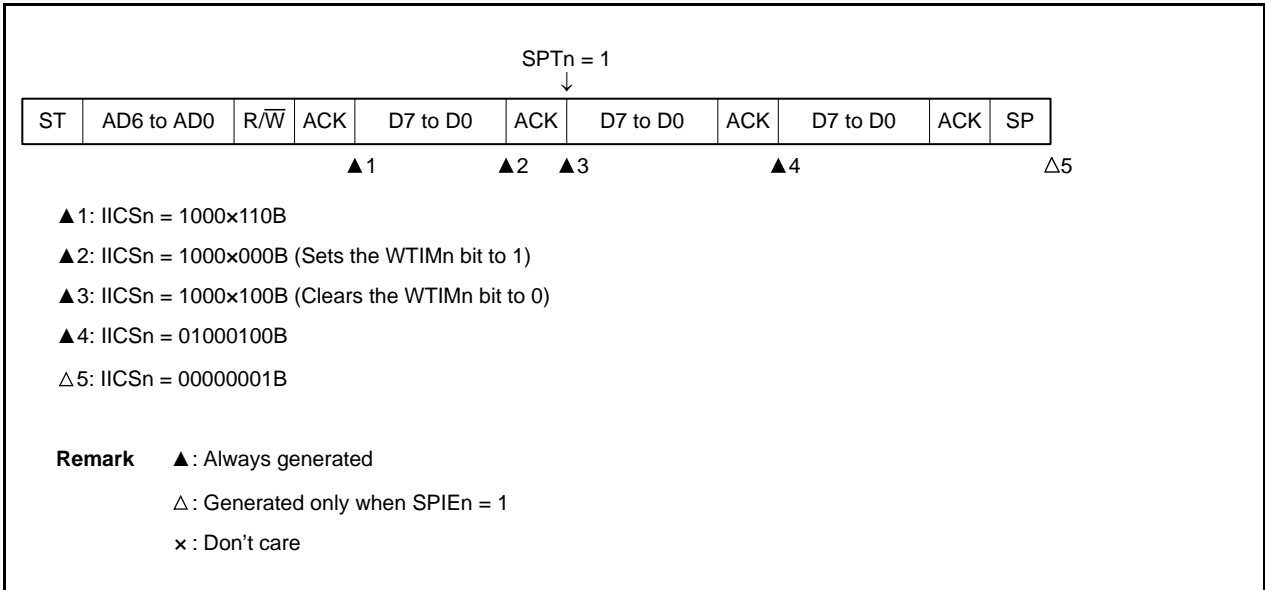 SPTn = 1
↓
ST AD6 to AD0 R/W̅ ACK D7 to D0 ACK D7 to D0 ACK D7 to D0 ACK SP
▲1 ▲2 ▲3 ▲4 △5
▲1: IICSn = 1000×110B
▲2: IICSn = 1000×000B (Sets the WTIMn bit to 1)
▲3: IICSn = 1000×100B (Clears the WTIMn bit to 0)
▲4: IICSn = 01000100B
△5: IICSn = 00000001B
Remark ▲: Always generated
△: Generated only when SPIEn = 1
×: Don't care